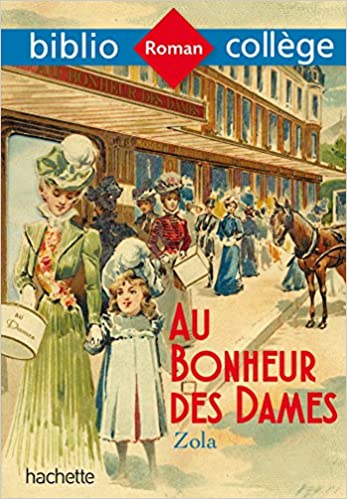 biblio Roman collège
AU BONHEUR DES DAMES
AU
Dames
AU
BONHEUR
DES DAMES
Zola
hachette